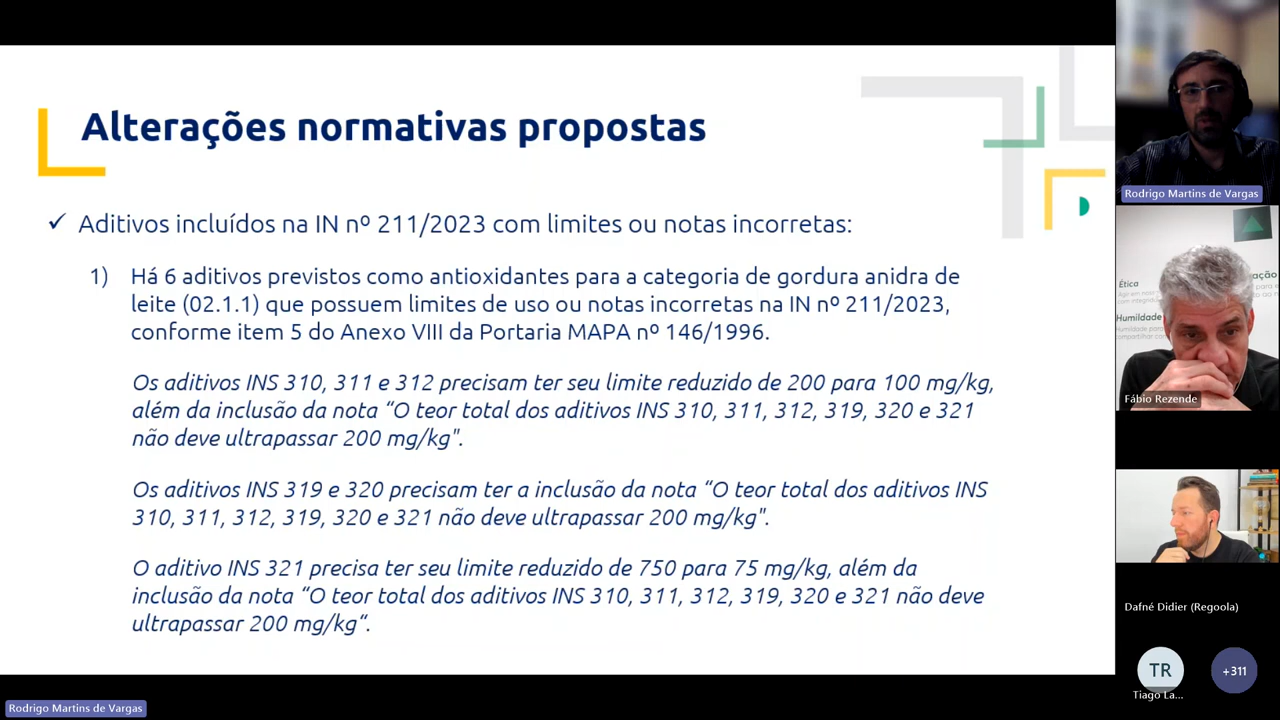 Alterações normativas propostas
✓ Aditivos incluídos na IN nº 211/2023 com limites ou notas incorretas:
1) Há 6 aditivos previstos como antioxidantes para a categoria de gordura anidra de
leite (02.1.1) que possuem limites de uso ou notas incorretas na IN nº 211/2023,
conforme item 5 do Anexo VIII da Portaria MAPA nº 146/1996.
Os aditivos INS 310, 311 e 312 precisam ter seu limite reduzido de 200 para 100 mg/kg,
além da inclusão da nota “O teor total dos aditivos INS 310, 311, 312, 319, 320 e 321
não deve ultrapassar 200 mg/kg".
Os aditivos INS 319 e 320 precisam ter a inclusão da nota “O teor total dos aditivos INS
310, 311, 312, 319, 320 e 321 não deve ultrapassar 200 mg/kg".
O aditivo INS 321 precisa ter seu limite reduzido de 750 para 75 mg/kg, além da
inclusão da nota “O teor total dos aditivos INS 310, 311, 312, 319, 320 e 321 não deve
ultrapassar 200 mg/kg“.
Rodrigo Martins de Vargas
Ética
Humildade
Fábio Rezende
Dafné Didier (Regoola)
TR
Tiago La...
+311
Rodrigo Martins de Vargas